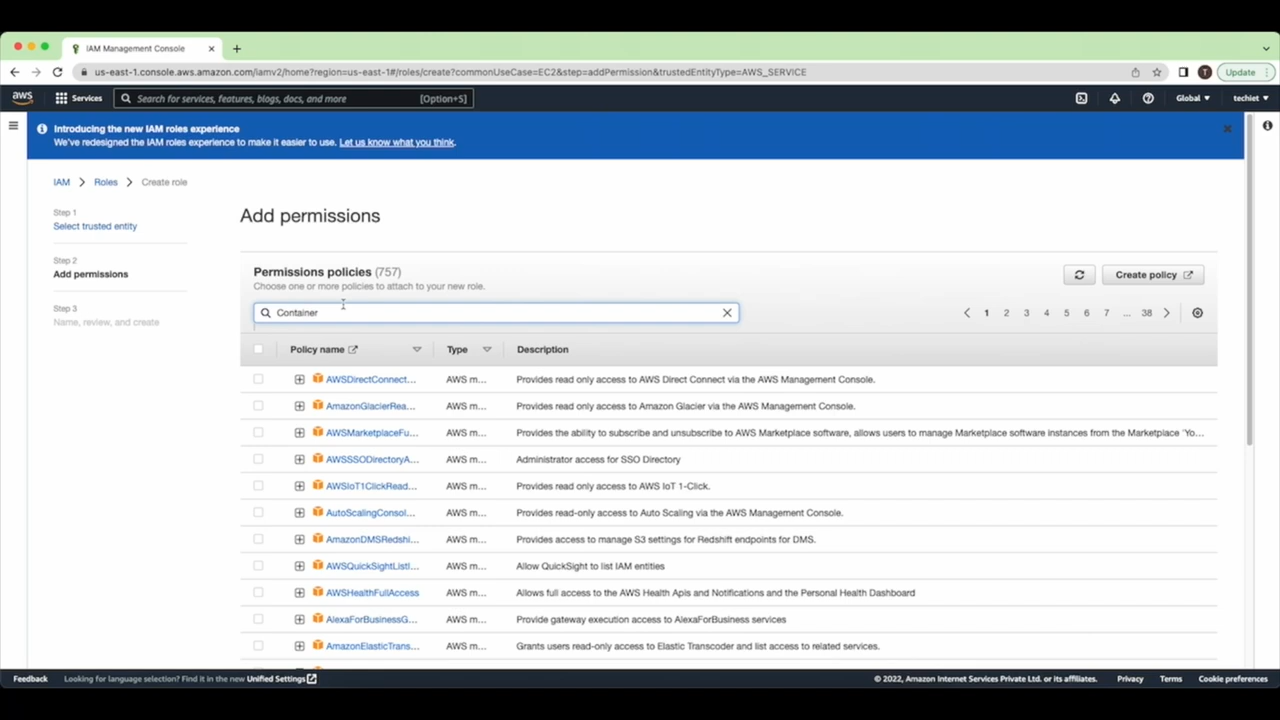 IAM Management Console
us-east-1.console.aws.amazon.com/iamv2/home?region=us-east-1#/roles/create?commonUseCase=EC2&step=addPermission&trustedEntityType=AWS_SERVICE
T
Update
aws
Services
Search for services, features, blogs, docs, and more
[Option+S]
Global
techiet
Introducing the new IAM roles experience
We've redesigned the IAM roles experience to make it easier to use. Let us know what you think.
IAM
Roles
Create role
Step 1
Select trusted entity
Step 2
Add permissions
Step 3
Name, review, and create
Add permissions
Permissions policies (757)
Choose one or more policies to attach to your new role.
Create policy
Container
1 2 3 4 5 6 7 ... 38
Policy name Type Description
AWSDirectConnect... AWS m... Provides read only access to AWS Direct Connect via the AWS Management Console.
AmazonGlacierRea... AWS m... Provides read only access to Amazon Glacier via the AWS Management Console.
AWSMarketplaceFu... AWS m... Provides the ability to subscribe and unsubscribe to AWS Marketplace software, allows users to manage Marketplace software instances from the Marketplace 'Yo...
AWSSSODirectoryA... AWS m... Administrator access for SSO Directory
AWSIoT1ClickRead... AWS m... Provides read only access to AWS IoT 1-Click.
AutoScalingConsol... AWS m... Provides read-only access to Auto Scaling via the AWS Management Console.
AmazonDMSRedshi... AWS m... Provides access to manage S3 settings for Redshift endpoints for DMS.
AWSQuickSightListI... AWS m... Allow QuickSight to list IAM entities
AWSHealthFullAccess AWS m... Allows full access to the AWS Health Apis and Notifications and the Personal Health Dashboard
AlexaForBusinessG... AWS m... Provide gateway execution access to AlexaForBusiness services
AmazonElasticTrans... AWS m... Grants users read-only access to Elastic Transcoder and list access to related services.
Feedback
Looking for language selection? Find it in the new Unified Settings
© 2022, Amazon Internet Services Private Ltd. or its affiliates.
Privacy
Terms
Cookie preferences